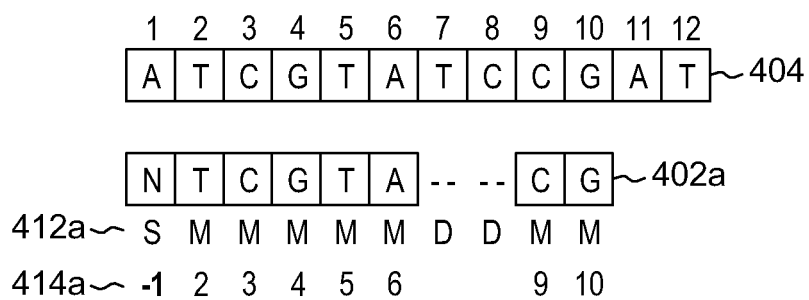 1 2 3 4 5 6 7 8 9 10 11 12
A T C G T A T C C G A T 404
N T C G T A -- -- C G 402a
412a S M M M M M D D M M
414a -1 2 3 4 5 6 9 10